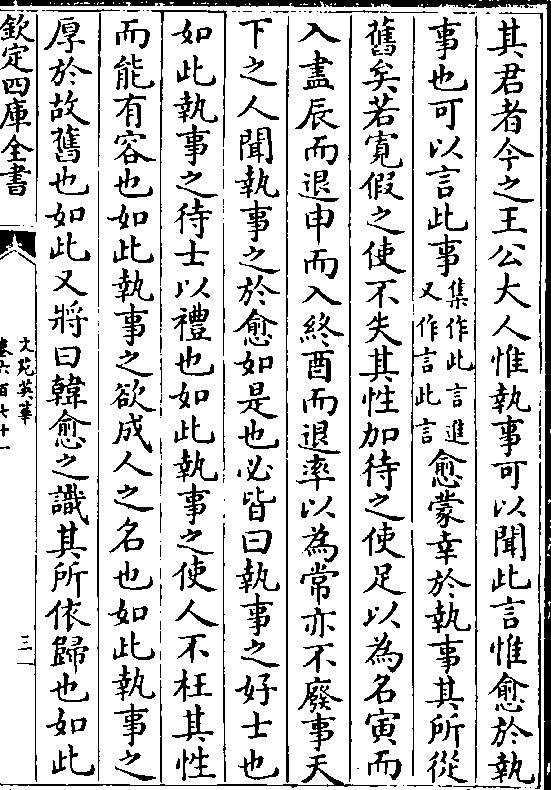 其君者今之王公大人惟執事可以聞此言惟愈於執
事也可以言此事集作此言進又作言此言愈蒙幸於執事其所從
舊矣若寛假之使不失其性加待之使足以為名寅而
入盡辰而退申而入終酉而退率以為常亦不廢事天
下之人聞執事之於愈如是也必皆曰執事之好士也
如此執事之待士以禮也如此執事之使人不枉其性
而能有容也如此執事之欲成人之名也如此執事之
厚於故舊也如此又將曰韓愈之識其所依歸也如此
欽定四庫全書
文苑英華
卷六百七十一
三